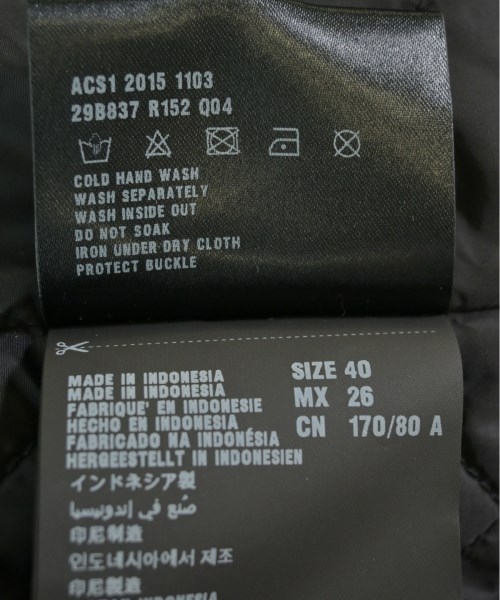 ACS1 2015 1103
29B837 R152 Q04
COLD HAND WASH
WASH SEPARATELY
WASH INSIDE OUT
DO NOT SOAK
IRON UNDER DRY CLOTH
PROTECT BUCKLE
MADE IN INDONESIA
MADE IN INDONESIA
FABRIQUE' EN INDONESIE
HECHO EN INDONESIA
FABRICADO NA INDONÉSIA
HERGEESTELLT IN INDONESIEN
インドネシア製
صنع في إندونيسيا
印尼制造
인도네시아에서 제조
印尼製造
SIZE 40
MX 26
CN 170/80 A